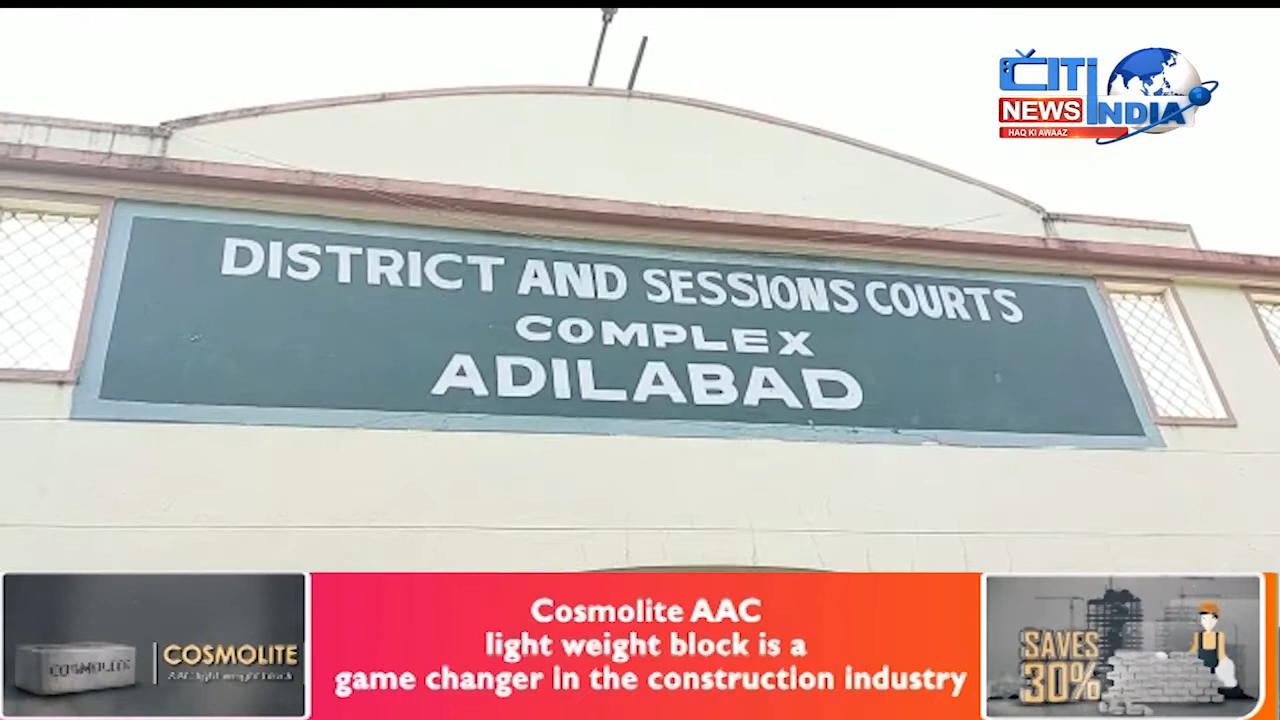 CITI
NEWS INDIA
HAQ KI AWAAZ
DISTRICT AND SESSIONS COURTS
COMPLEX
ADILABAD
COSMOLITE
COSMOLITE
AAC light weight block
Cosmolite AAC
light weight block is a
game changer in the construction industry
SAVES
30%